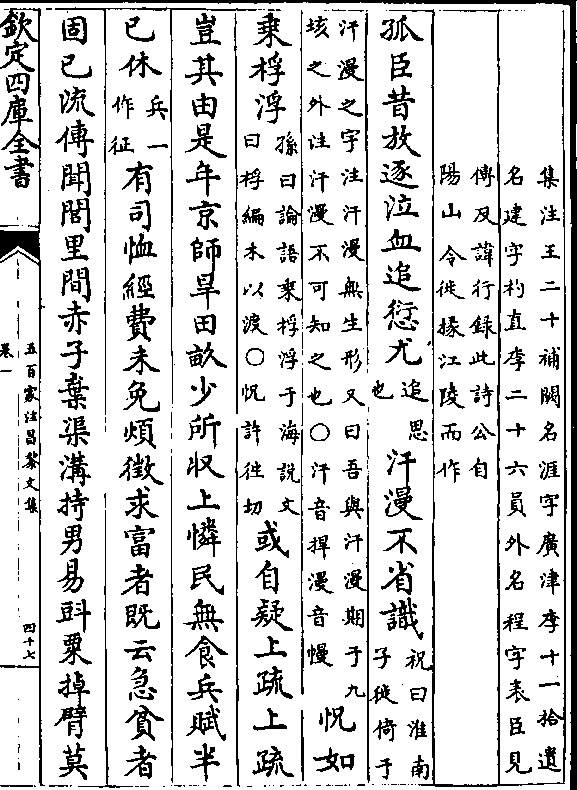 集注王二十補闕名涯字廣津李十一拾遺
名建字杓直李二十六員外名程字表臣見
傳及諱行錄此詩公自
陽山令徙掾江陵而作
孤臣昔放逐泣血追愆尤
追思
也
汗漫不省識
祝曰淮南
子徙倚于
汗漫之宇注汗漫無生形又曰吾與汗漫期于九
垓之外注汗漫不可知之也○汗音捍漫音幔
怳如
乗桴浮
孫曰論語乗桴浮于海說文
曰桴編木以渡○怳許徃切
或自疑上疏上疏
豈其由是年京師旱田畝少所収上憐民無食兵賦半
已休
兵一
作征
有司恤經費未免煩徴求富者既云急貧者
固已流傳聞閭里間赤子棄渠溝持男易斗粟掉臂莫
欽定四庫全書
五百家注昌黎文集
卷一
四十七